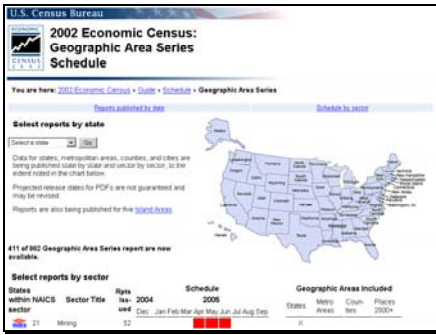 U.S. Census Bureau
ECONOMIC
CENSUS
2002
2002 Economic Census:
Geographic Area Series
Schedule
You are here: 2002 Economic Census › Guide › Schedule › Geographic Area Series
Reports published by date
Schedule by sector
Select reports by state
Select a state
Go
Data for states, metropolitan areas, counties, and cities are
being published state by state and sector by sector, to the
extent noted in the chart below.
Projected release dates for PDFs are not guaranteed and
may be revised.
Reports are also being published for five Island Areas.
411 of 982 Geographic Area Series report are now
available.
Select reports by sector
States within NAICS sector
Sector Title
Rpts Iss-ued
Schedule
2004
2005
Dec Jan Feb Mar Apr May Jun Jul Aug Sep
Geographic Areas Included
States
Metro Areas
Coun-ties
Places 2500+
21 Mining 52 X